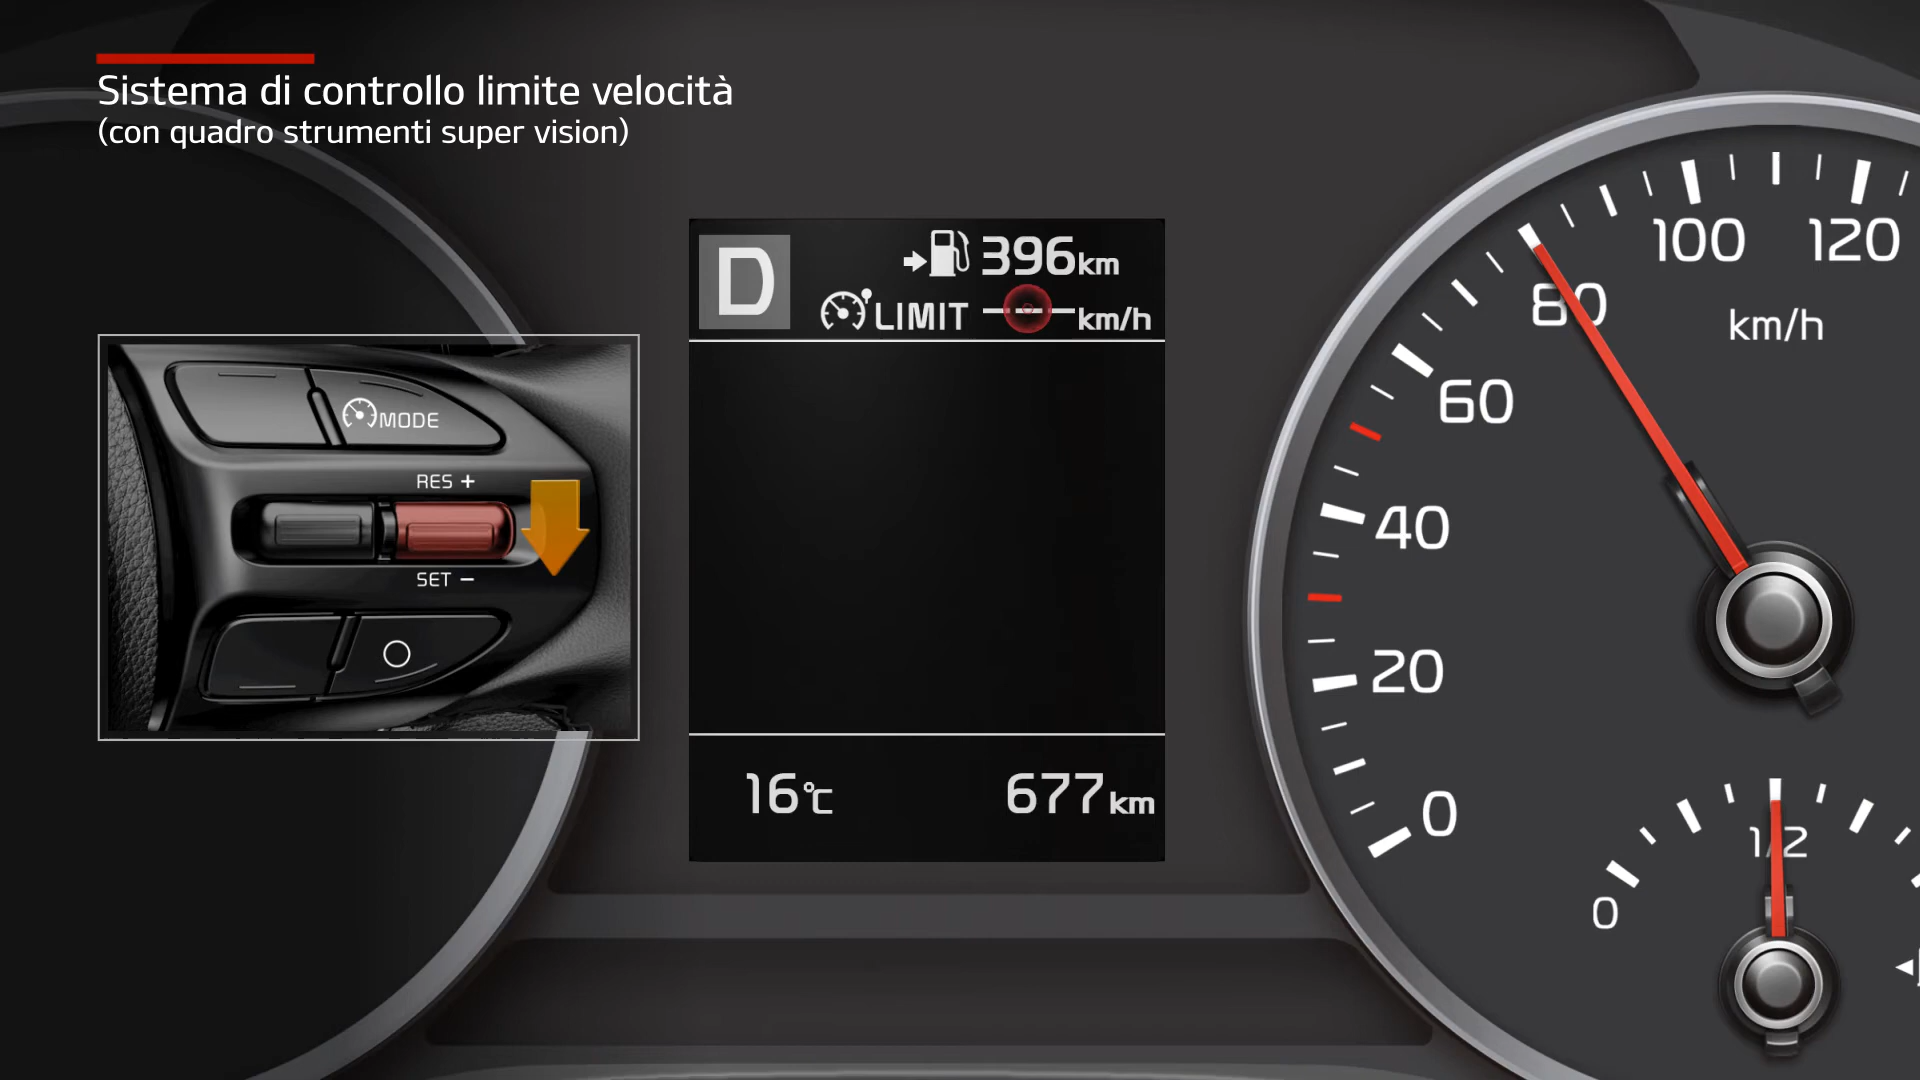 Sistema di controllo limite velocità
(con quadro strumenti super vision)
D
396km
LIMIT --- km/h
MODE
RES +
SET −
16℃
677km
0
20
40
60
80
100
120
km/h
0
1/2